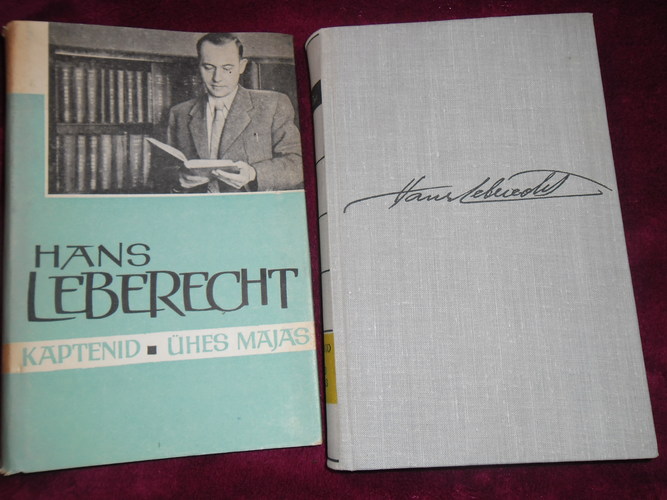 HANS
LEBERECHT
KAPTENID ▪ ÜHES MAJAS
Hans Leberecht